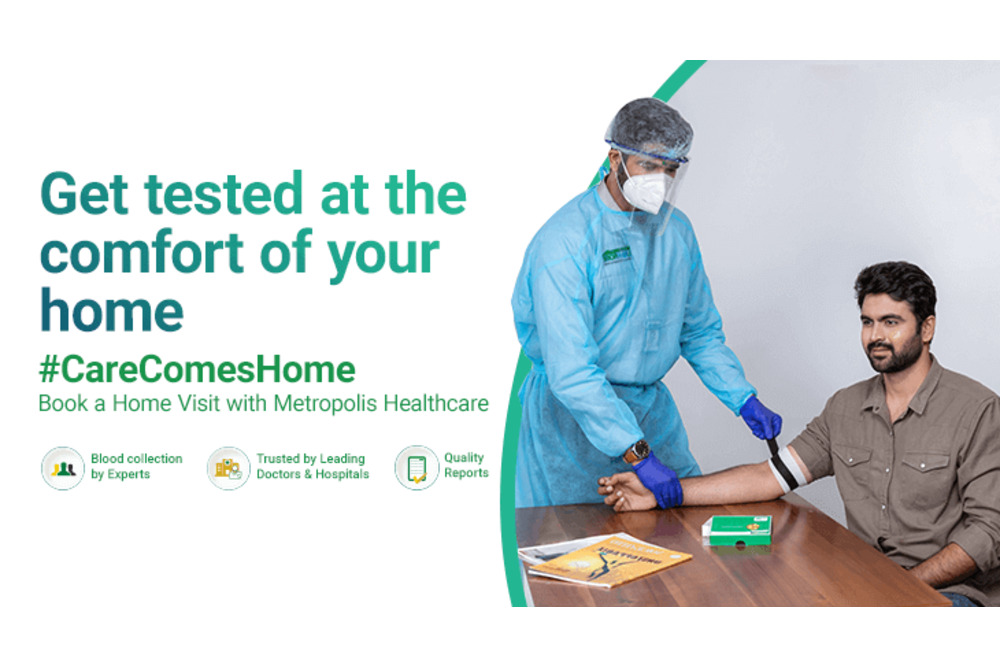 Get tested at the
comfort of your
home
#CareComesHome
Book a Home Visit with Metropolis Healthcare
Blood collection
by Experts
Trusted by Leading
Doctors & Hospitals
Quality
Reports